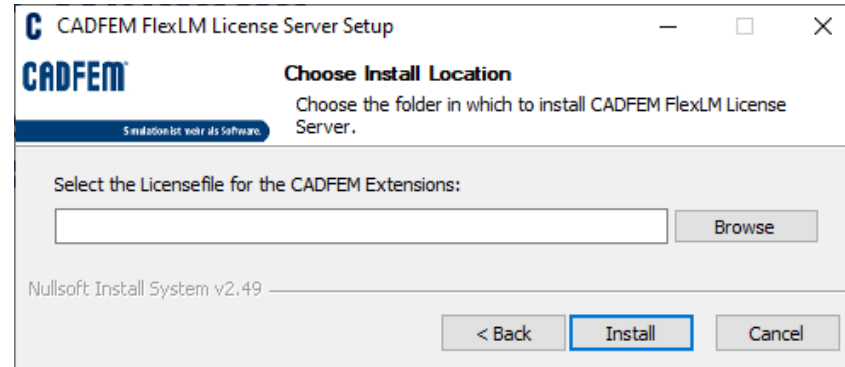 C CADFEM FlexLM License Server Setup
CADFEM®
Simulation ist mehr als Software.
Choose Install Location
Choose the folder in which to install CADFEM FlexLM License
Server.
Select the Licensefile for the CADFEM Extensions:
Browse
Nullsoft Install System v2.49
< Back
Install
Cancel